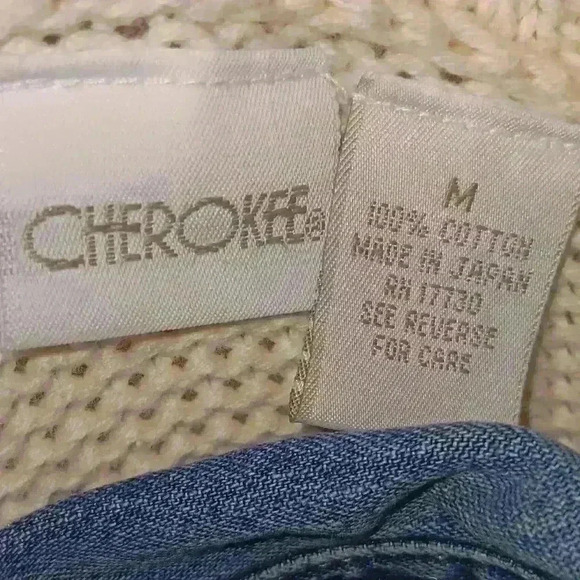 CHEROKEE®
M
100% COTTON
MADE IN JAPAN
RN 17730
SEE REVERSE
FOR CARE